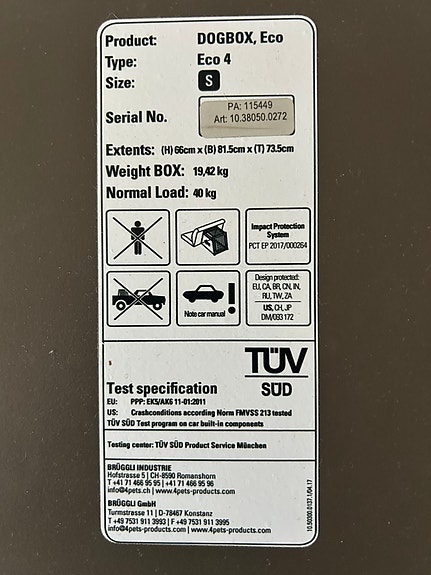 Product: DOGBOX, Eco
Type: Eco 4
Size: S
Serial No. PA: 115449
Art: 10.38050.0272
Extents: (H) 66cm x (B) 81.5cm x (T) 73.5cm
Weight BOX: 19,42 kg
Normal Load: 40 kg
Impact Protection
System
PCT EP 2017/000264
Note car manual
Design protected:
EU, CA, BR, CN, IN,
RU, TW, ZA
US, CH, JP
DM/093 172
TÜV
SÜD
Test specification
EU: PPP: EK5/AK6 11-01:2011
US: Crashconditions according Norm FMVSS 213 tested
TÜV SÜD Test program on car built-in components
Testing center: TÜV SÜD Product Service München
BRÜGGLI INDUSTRIE
Hofstrasse 5 | CH-8590 Romanshorn
T +41 71 466 95 95 | +41 71 466 95 96
info@4pets.ch | www.4pets-products.com
BRÜGGLI GmbH
Turmstrasse 11 | D-78467 Konstanz
T +49 7531 911 3993 | F +49 7531 911 3995
info@4pets-products.com | www.4pets-products.com
10.50300.0137.1/04.17